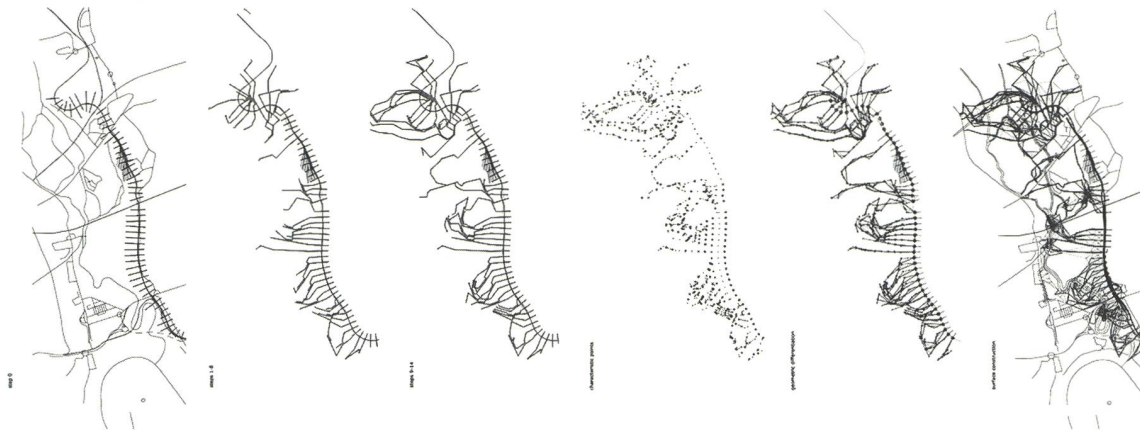 step 0
steps 1-8
steps 9-14
characteristic points
geometric differentiation
surface construction